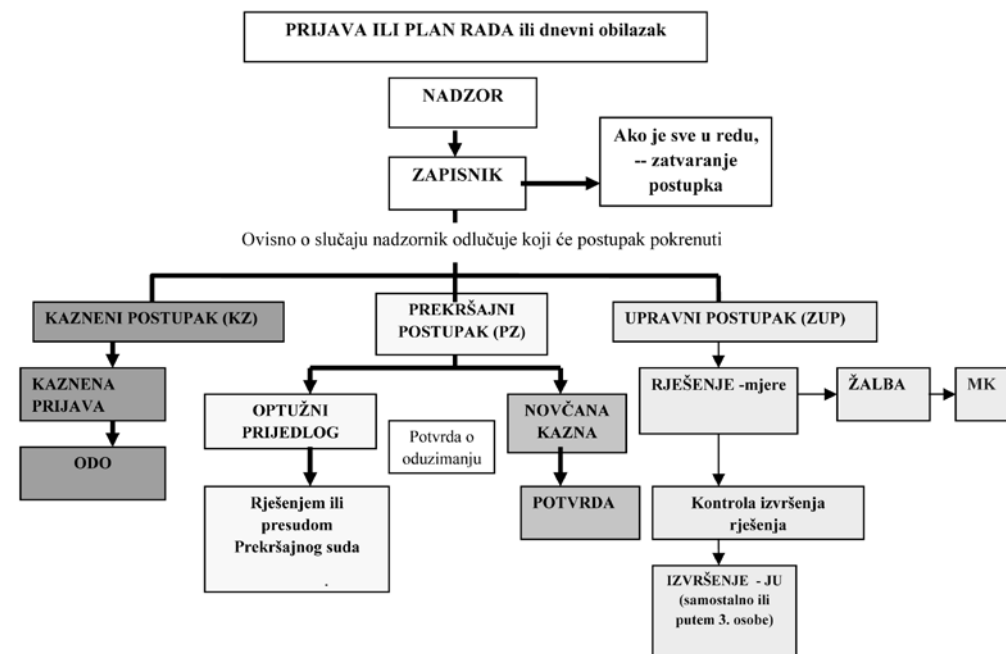 PRIJAVA ILI PLAN RADA ili dnevni obilazak
NADZOR
ZAPISNIK
Ako je sve u redu,
-- zatvaranje
postupka
Ovisno o slučaju nadzornik odlučuje koji će postupak pokrenuti
KAZNENI POSTUPAK (KZ)
KAZNENA
PRIJAVA
ODO
PREKRŠAJNI
POSTUPAK (PZ)
OPTUŽNI
PRIJEDLOG
Rješenjem ili
presudom
Prekršajnog suda
.
Potvrda o
oduzimanju
NOVČANA
KAZNA
POTVRDA
UPRAVNI POSTUPAK (ZUP)
RJEŠENJE -mjere
ŽALBA
MK
Kontrola izvršenja
rješenja
IZVRŠENJE - JU
(samostalno ili
putem 3. osobe)